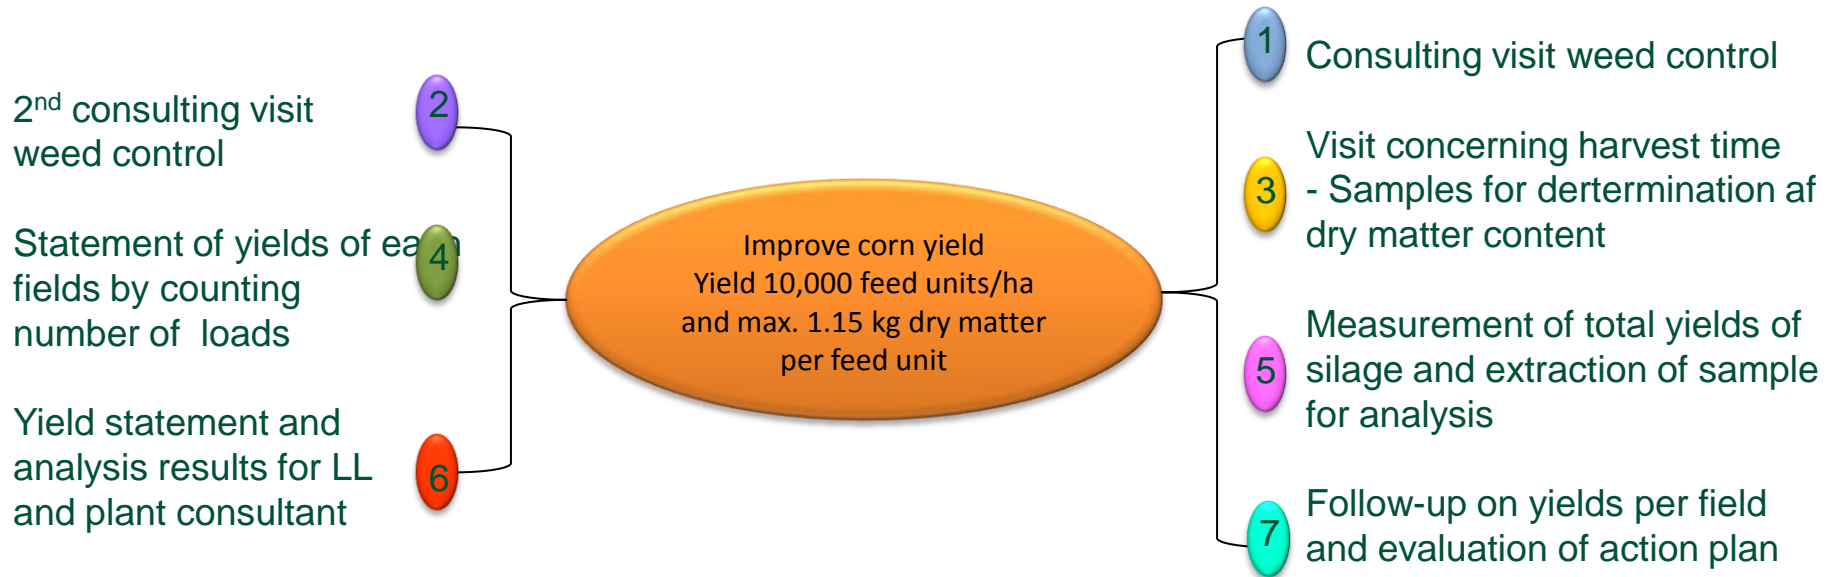 1
Consulting visit weed control
2
2nd consulting visit
weed control
3
Visit concerning harvest time
- Samples for dertermination af
dry matter content
4
Statement of yields of each
fields by counting
number of loads
Improve corn yield
Yield 10,000 feed units/ha
and max. 1.15 kg dry matter
per feed unit
5
Measurement of total yields of
silage and extraction of sample
for analysis
6
Yield statement and
analysis results for LL
and plant consultant
7
Follow-up on yields per field
and evaluation of action plan